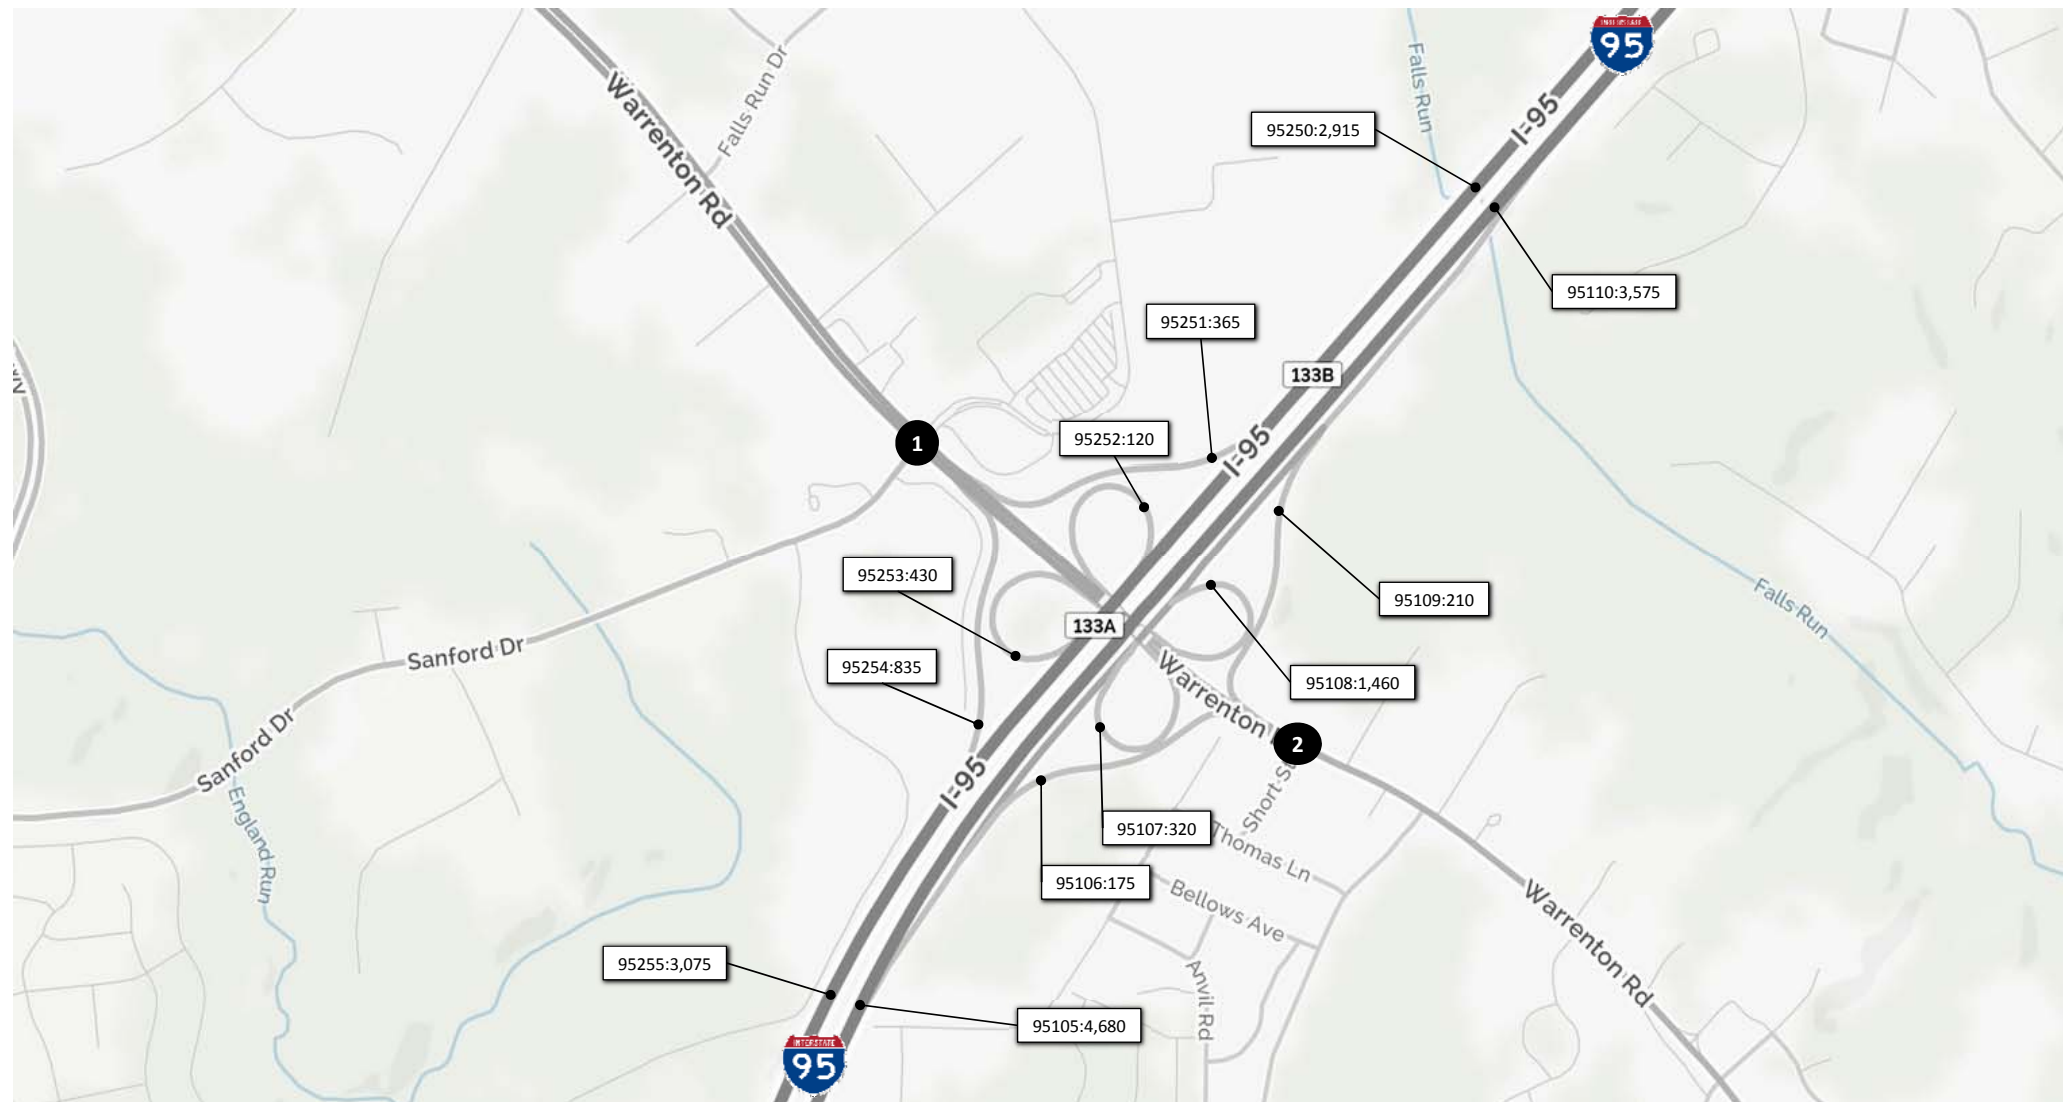 INTERSTATE
95
I-95
Falls Run
Falls Run Dr
Warrenton Rd
95250:2,915
95110:3,575
95251:365
133B
95252:120
I-95
1
95253:430
95109:210
Falls Run
133A
95254:835
Sanford Dr
95108:1,460
Warrenton
2
Sanford Dr
England Run
I-95
Short St
95107:320
Thomas Ln
95106:175
Bellows Ave
Warrenton Rd
95255:3,075
Anvil Rd
95105:4,680
INTERSTATE
95